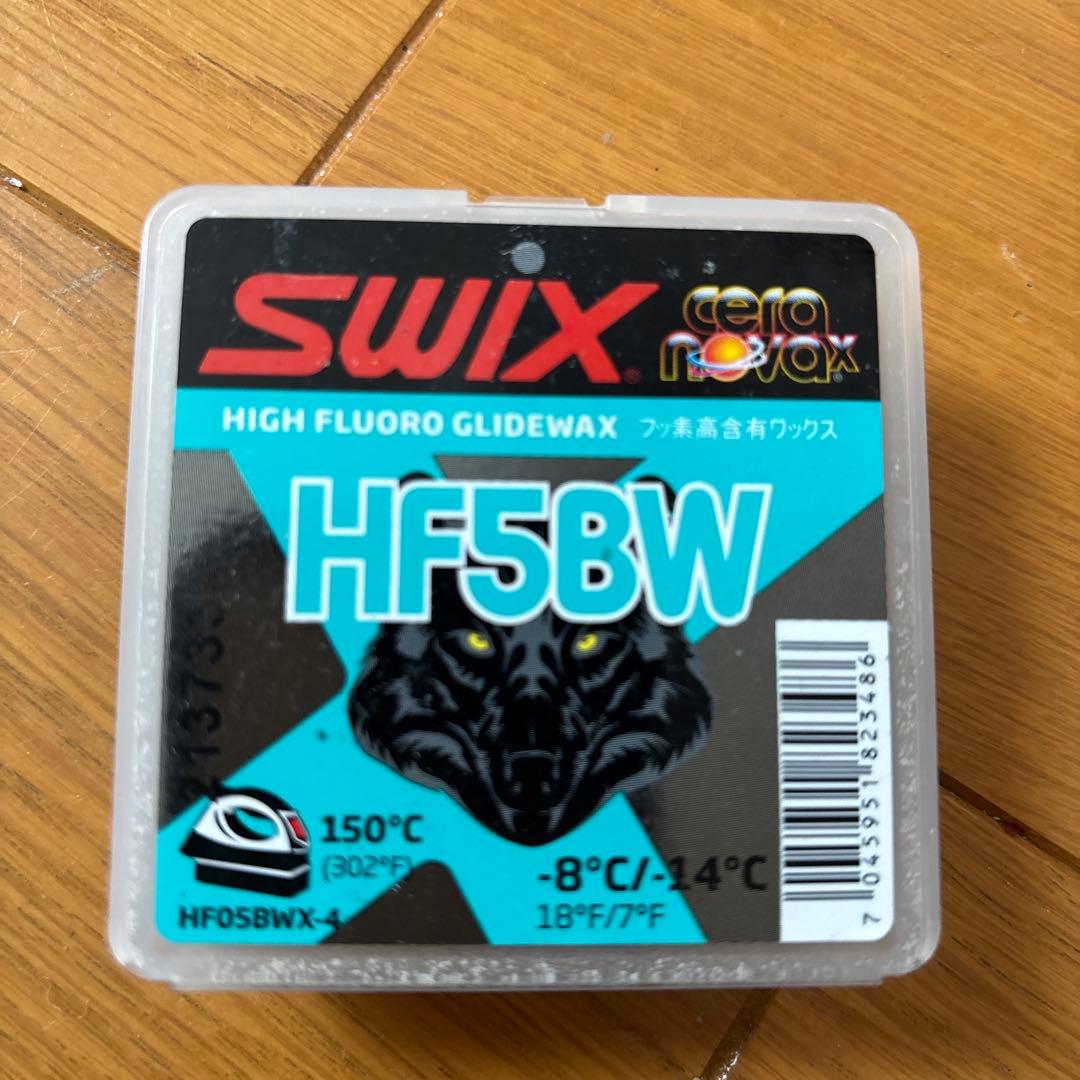 SWIX
cera
novax
HIGH FLUORO GLIDEWAX フッ素高含有ワックス
HF5BW
150°C
(302°F)
HF05BWX-4
-8°C/-14°C
18°F/7°F
7 045951 823486